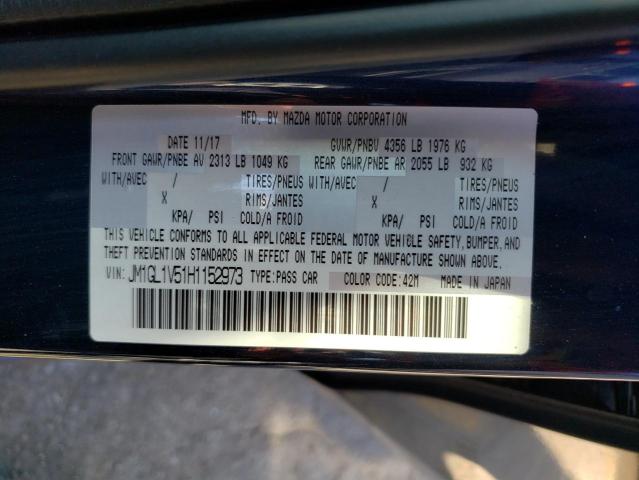 MFD. BY MAZDA MOTOR CORPORATION
DATE 11/17 GVWR/PNBV 4356 LB 1976 KG
FRONT GAWR/PNBE AV 2313 LB 1049 KG REAR GAWR/PNBE AR 2055 LB 932 KG
WITH/AVEC / TIRES/PNEUS WITH/AVEC / TIRES/PNEUS
X RIMS/JANTES X RIMS/JANTES
KPA/ PSI COLD/A FROID KPA/ PSI COLD/A FROID
THIS VEHICLE CONFORMS TO ALL APPLICABLE FEDERAL MOTOR VEHICLE SAFETY, BUMPER, AND
THEFT PREVENTION STANDARDS IN EFFECT ON THE DATE OF MANUFACTURE SHOWN ABOVE.
VIN: JM1GL1V51H1152973 TYPE:PASS CAR COLOR CODE:42M MADE IN JAPAN